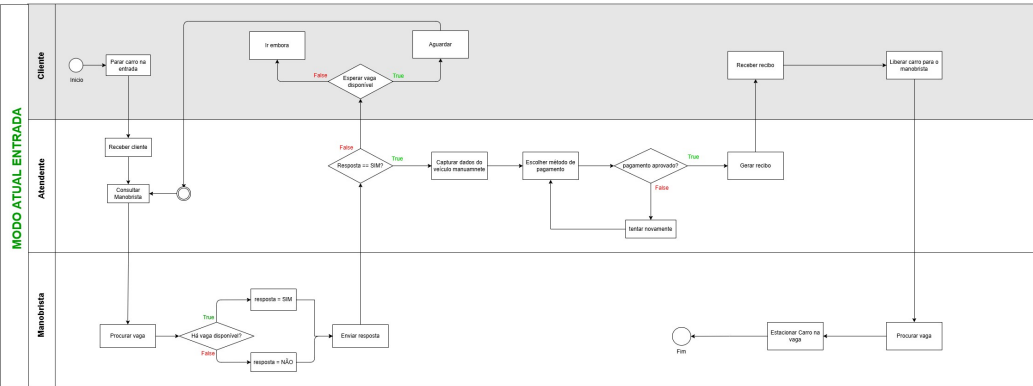 MODO ATUAL ENTRADA
Cliente
Início
Parar carro na
entrada
Ir embora
Aguardar
False
Esperar vaga
disponível
True
Receber recibo
Liberar carro para o
manobrista
Atendente
Receber cliente
Consultar
Manobrista
False
Resposta == SIM?
True
Capturar dados do
veículo manuamnete
Escolher método de
pagamento
pagamento aprovado?
True
False
Gerar recibo
tentar novamente
Manobrista
Procurar vaga
Há vaga disponível?
True
False
resposta = SIM
resposta = NÃO
Enviar resposta
Fim
Estacionar Carro na
vaga
Procurar vaga